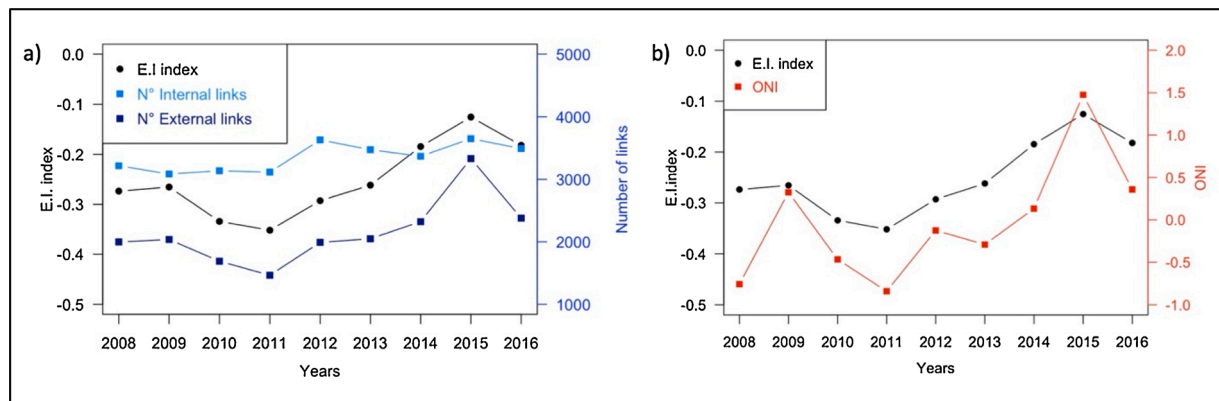 a)
E.I index
N° Internal links
N° External links
0.0
-0.1
-0.2
-0.3
-0.4
-0.5
E.I. index
5000
4000
3000
2000
1000
Number of links
2008 2009 2010 2011 2012 2013 2014 2015 2016
Years
b)
E.I. index
ONI
0.0
-0.1
-0.2
-0.3
-0.4
-0.5
E.I.index
2.0
1.5
1.0
0.5
0.0
-0.5
-1.0
ONI
2008 2009 2010 2011 2012 2013 2014 2015 2016
Years